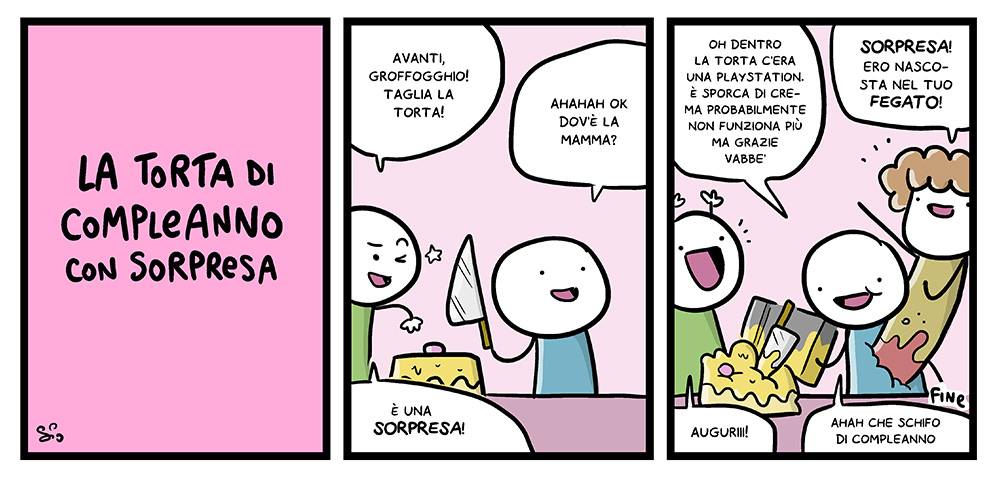 LA TORTA DI
COMPLEANNO
CON SORPRESA
Sio
AVANTI,
GROFFOGGHIO!
TAGLIA LA
TORTA!
AHAHAH OK
DOV'È LA
MAMMA?
È UNA
SORPRESA!
OH DENTRO
LA TORTA C'ERA
UNA PLAYSTATION.
È SPORCA DI CRE-
MA PROBABILMENTE
NON FUNZIONA PIÙ
MA GRAZIE
VABBE'
SORPRESA!
ERO NASCO-
STA NEL TUO
FEGATO!
AUGURIII!
AHAH CHE SCHIFO
DI COMPLEANNO
FINE